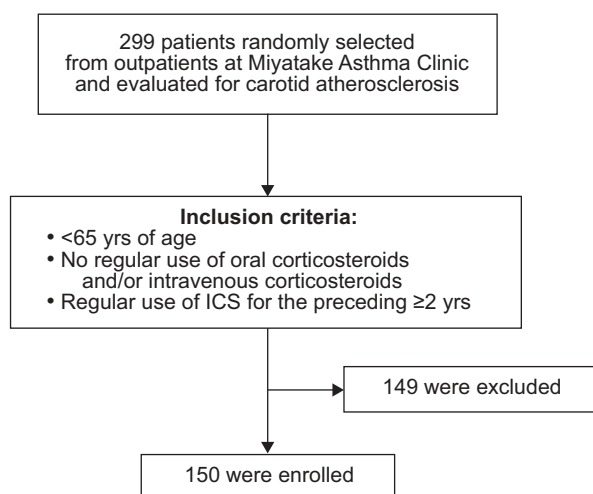 299 patients randomly selected
from outpatients at Miyatake Asthma Clinic
and evaluated for carotid atherosclerosis
Inclusion criteria:
• <65 yrs of age
• No regular use of oral corticosteroids
and/or intravenous corticosteroids
• Regular use of ICS for the preceding ≥2 yrs
149 were excluded
150 were enrolled